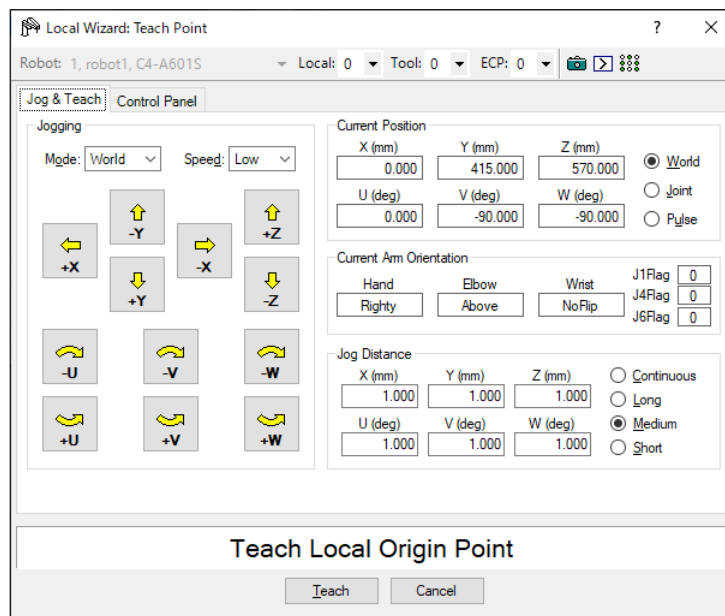 Local Wizard: Teach Point ?
Robot: 1, robot1, C4-A601S Local: 0 Tool: 0 ECP: 0
Jog & Teach Control Panel
Jogging
Mode: World Speed: Low
-Y +Z
+X -X
+Y -Z
-U -V -W
+U +V +W
Current Position
X (mm) Y (mm) Z (mm)
0.000 415.000 570.000
U (deg) V (deg) W (deg)
0.000 -90.000 -90.000
World
Joint
Pulse
Current Arm Orientation
Hand Elbow Wrist
Righty Above NoFlip
J1Flag 0
J4Flag 0
J6Flag 0
Jog Distance
X (mm) Y (mm) Z (mm)
1.000 1.000 1.000
U (deg) V (deg) W (deg)
1.000 1.000 1.000
Continuous
Long
Medium
Short
Teach Local Origin Point
Teach Cancel